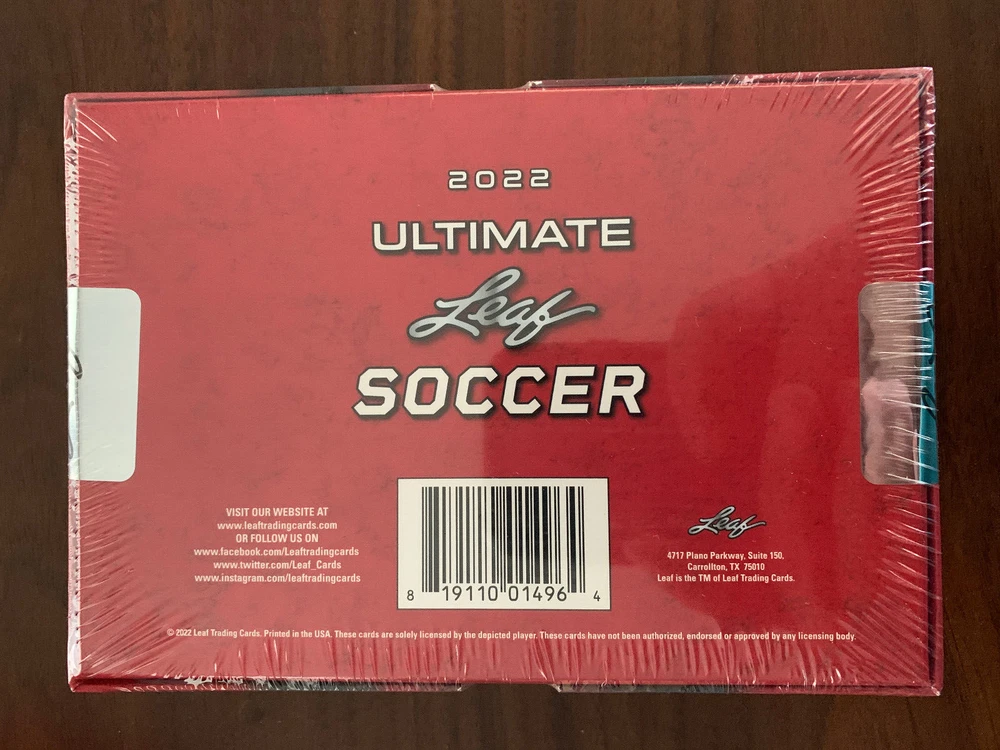 2022
ULTIMATE
Leaf
SOCCER
VISIT OUR WEBSITE AT
www.leaftradingcards.com
OR FOLLOW US ON
www.facebook.com/Leaftradingcards
www.twitter.com/Leaf_Cards
www.instagram.com/leaftradingcards
8 19110 01496 4
Leaf
4717 Plano Parkway, Suite 150,
Carrollton, TX 75010
Leaf is the TM of Leaf Trading Cards.
© 2022 Leaf Trading Cards. Printed in the USA. These cards are solely licensed by the depicted player. These cards have not been authorized, endorsed or approved by any licensing body.